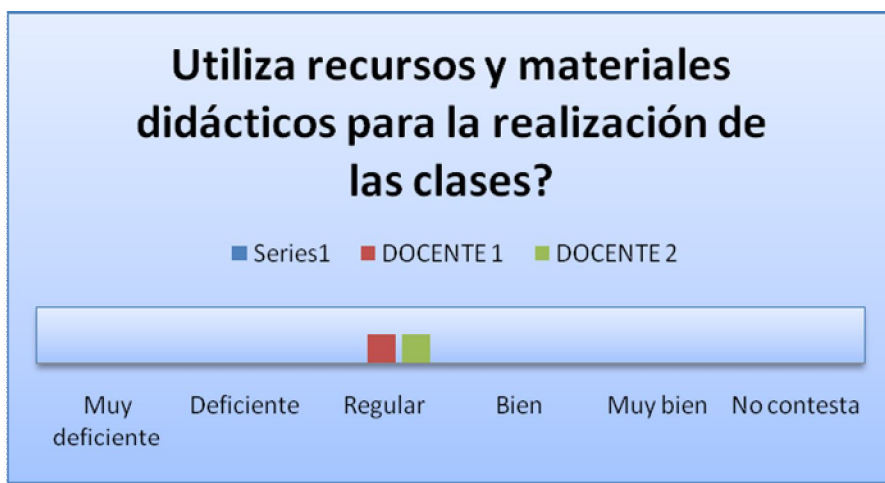 Utiliza recursos y materiales
didácticos para la realización de
las clases?
Series1 DOCENTE 1 DOCENTE 2
Muy deficiente Deficiente Regular Bien Muy bien No contesta